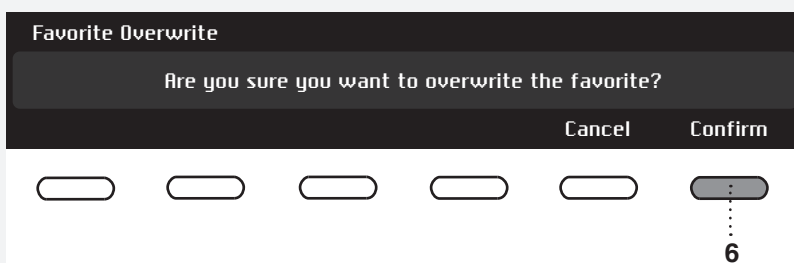 Favorite Overwrite
Are you sure you want to overwrite the favorite?
Cancel Confirm
6